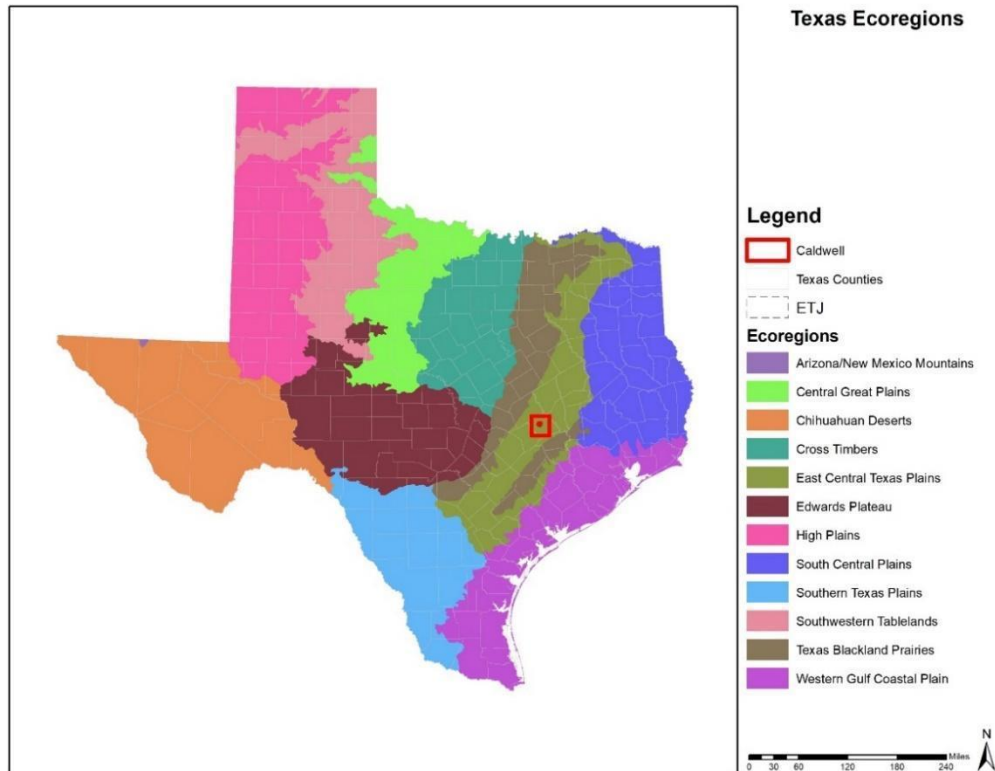 Texas Ecoregions
Legend
Caldwell
Texas Counties
ETJ
Ecoregions
Arizona/New Mexico Mountains
Central Great Plains
Chihuahuan Deserts
Cross Timbers
East Central Texas Plains
Edwards Plateau
High Plains
South Central Plains
Southern Texas Plains
Southwestern Tablelands
Texas Blackland Prairies
Western Gulf Coastal Plain
N
Miles
0 30 60 120 180 240